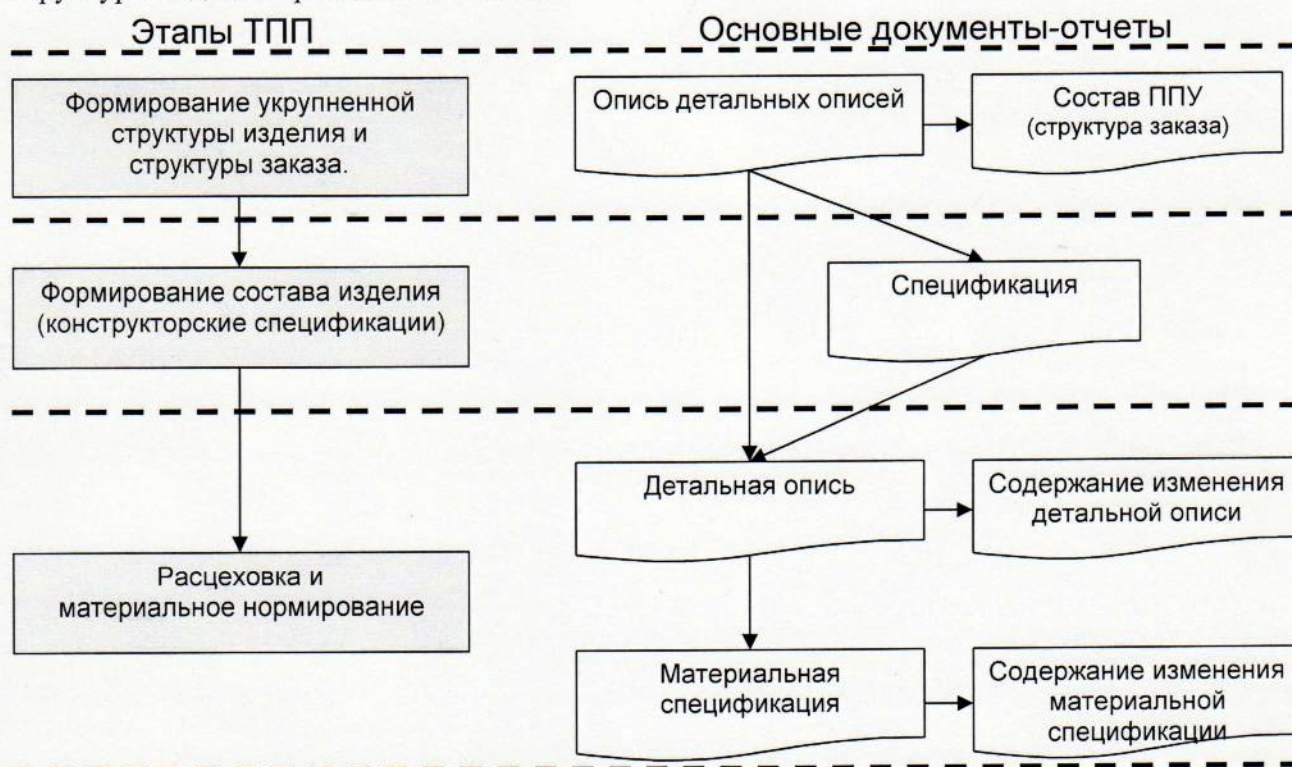 Этапы ТПП
Основные документы-отчеты
Формирование укрупненной
структуры изделия и
структуры заказа.
Опись детальных описей
Состав ППУ
(структура заказа)
Формирование состава изделия
(конструкторские спецификации)
Спецификация
Детальная опись
Содержание изменения
детальной описи
Расцеховка и
материальное нормирование
Материальная
спецификация
Содержание изменения
материальной
спецификации